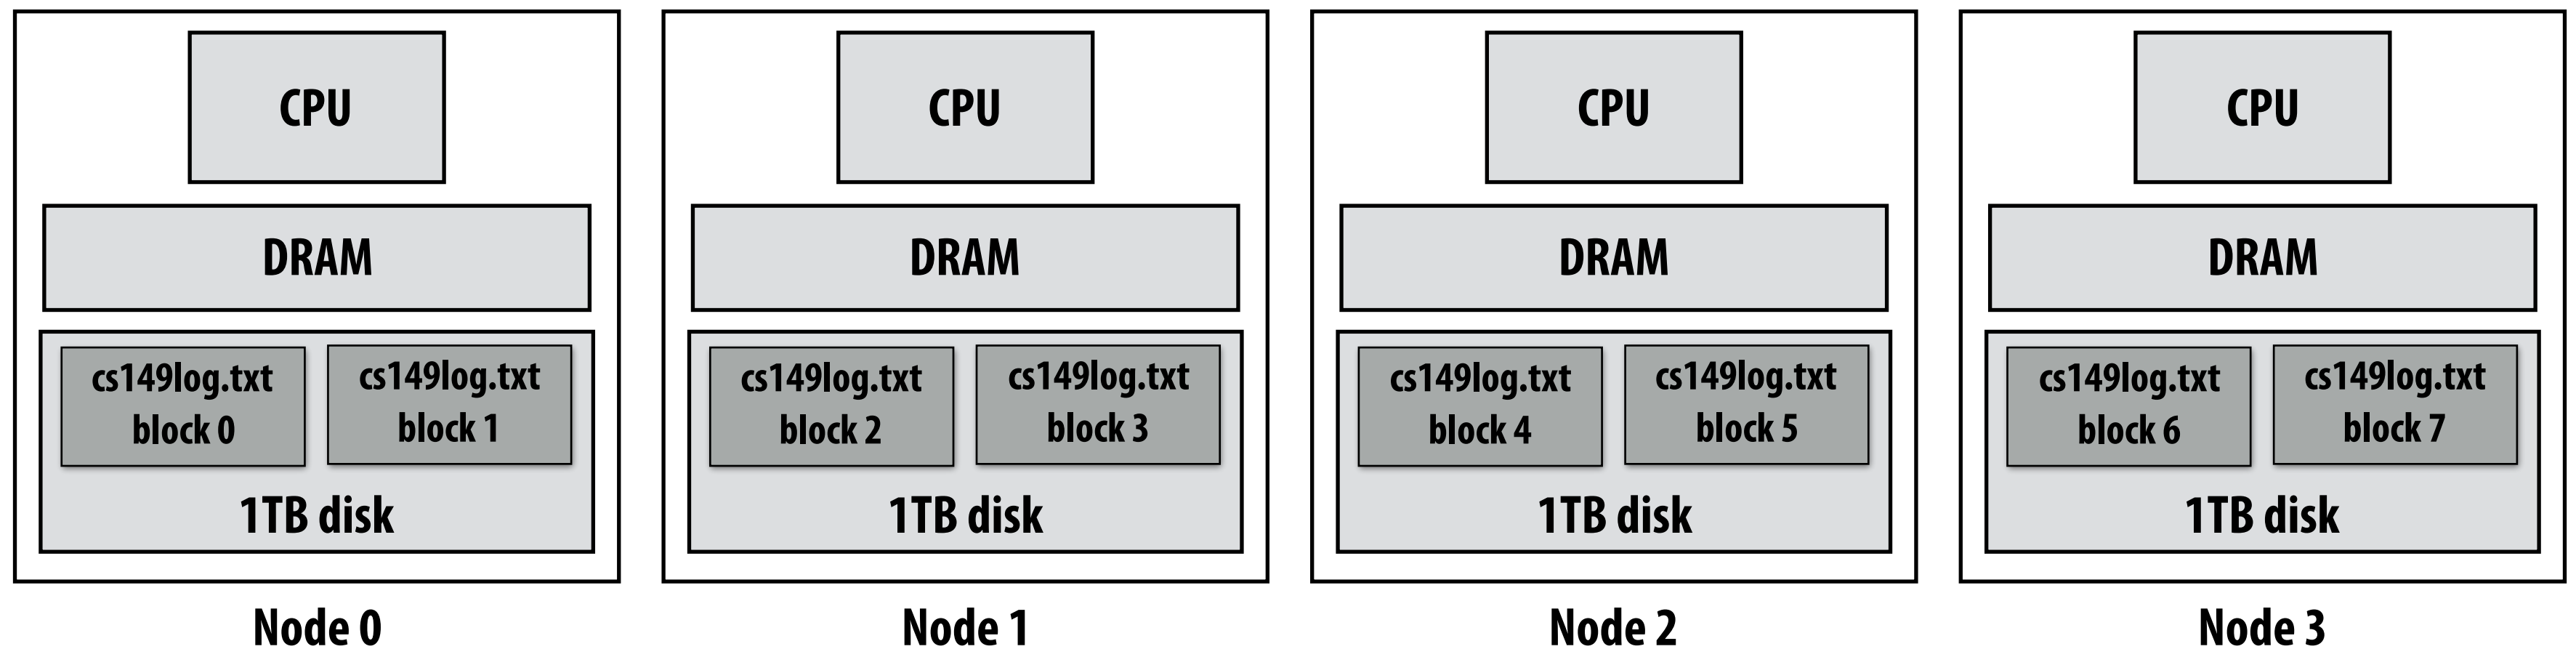 CPU
DRAM
cs149log.txt
block 0
cs149log.txt
block 1
1TB disk
Node 0
CPU
DRAM
cs149log.txt
block 2
cs149log.txt
block 3
1TB disk
Node 1
CPU
DRAM
cs149log.txt
block 4
cs149log.txt
block 5
1TB disk
Node 2
CPU
DRAM
cs149log.txt
block 6
cs149log.txt
block 7
1TB disk
Node 3